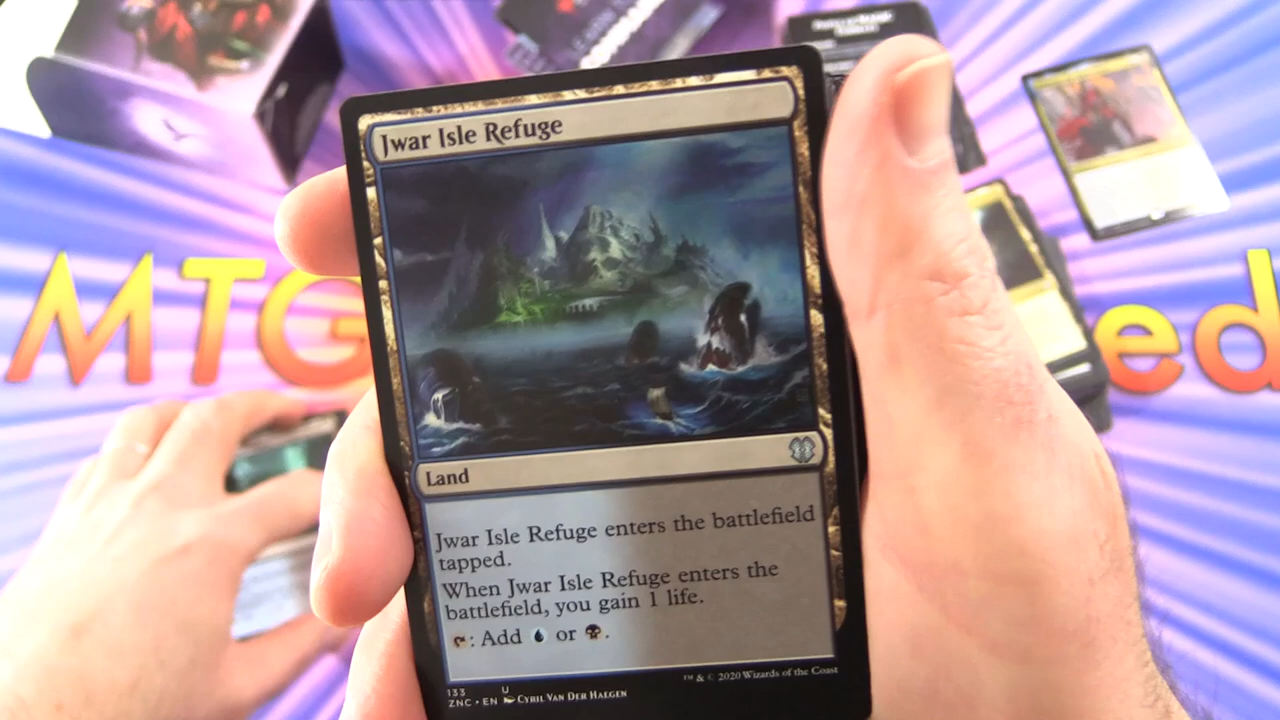 Jwar Isle Refuge
MTG
ed
Land
Jwar Isle Refuge enters the battlefield
tapped.
When Jwar Isle Refuge enters the
battlefield, you gain 1 life.
: Add or .
133 U
ZNC • EN Cyril Van Der Haegen
™ & © 2020 Wizards of the Coast